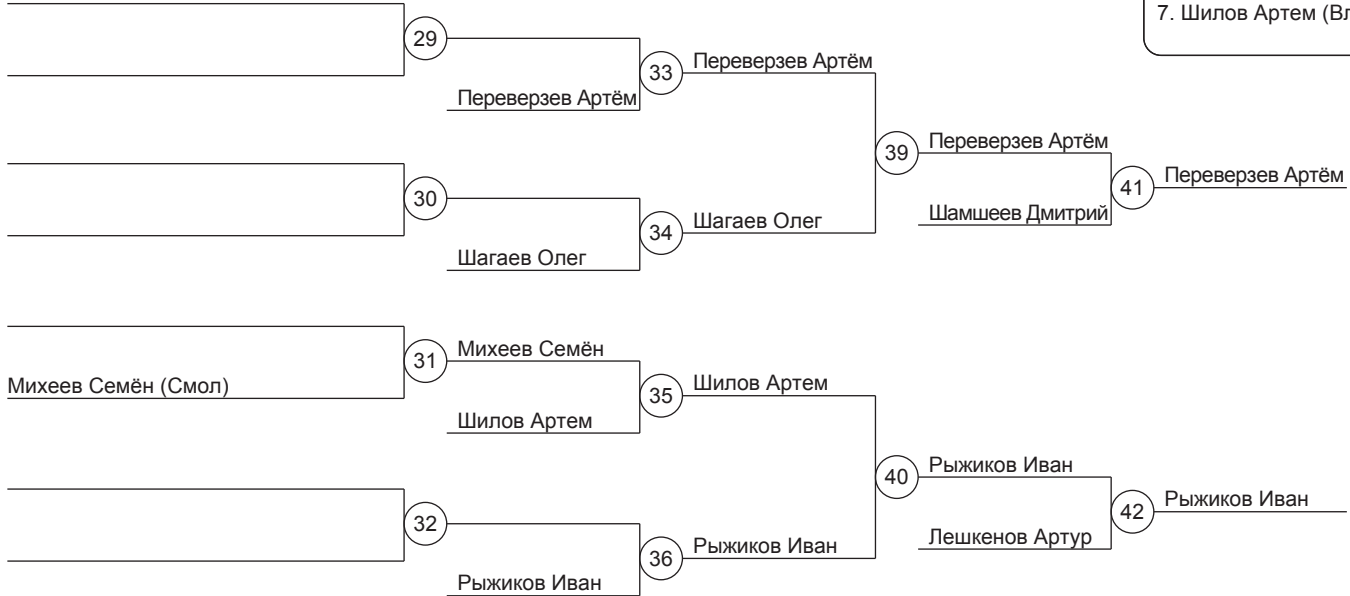 7. Шилов Артем (Вл
29
33
Переверзев Артём
Переверзев Артём
39
Переверзев Артём
41
Переверзев Артём
30
34
Шагаев Олег
Шамшеев Дмитрий
Шагаев Олег
31
Михеев Семён
Михеев Семён (Смол)
35
Шилов Артем
Шилов Артем
40
Рыжиков Иван
42
Рыжиков Иван
32
36
Рыжиков Иван
Лешкенов Артур
Рыжиков Иван